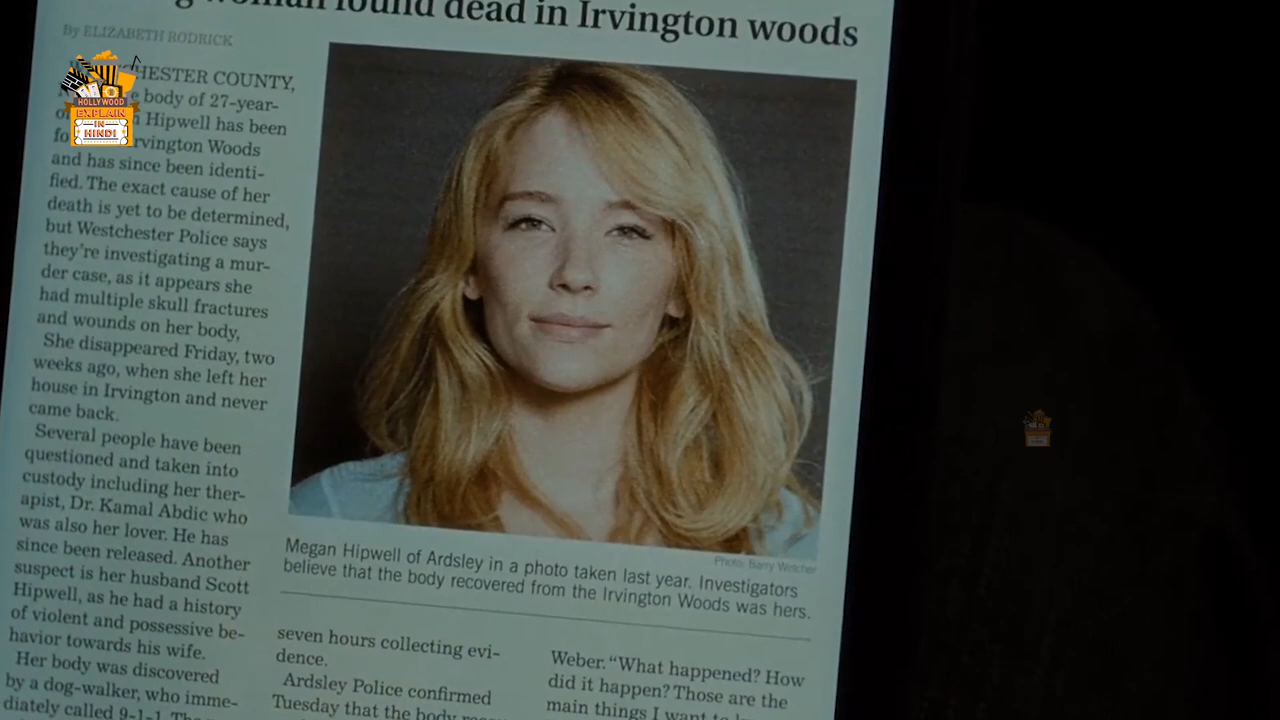 woman found dead in Irvington woods
By ELIZABETH RODRICK
HESTER COUNTY,
body of 27-year-
Hipwell has been
rvington Woods
and has since been identi-
fied. The exact cause of her
death is yet to be determined,
but Westchester Police says
they're investigating a mur-
der case, as it appears she
had multiple skull fractures
and wounds on her body,
She disappeared Friday, two
weeks ago, when she left her
house in Irvington and never
came back.
Several people have been
questioned and taken into
custody including her ther-
apist, Dr. Kamal Abdic who
was also her lover. He has
since been released. Another
suspect is her husband Scott
Hipwell, as he had a history
of violent and possessive be-
havior towards his wife.
Her body was discovered
by a dog-walker, who imme-
diately called 9-1-1.
Photo: Barry Wetcher
Megan Hipwell of Ardsley in a photo taken last year. Investigators
believe that the body recovered from the Irvington Woods was hers.
seven hours collecting evi-
dence.
Ardsley Police confirmed
Tuesday that the body
Weber. "What happened? How
did it happen? Those are the
main things I want to
HOLLYWOOD
EXPLAIN
IN
HINDI